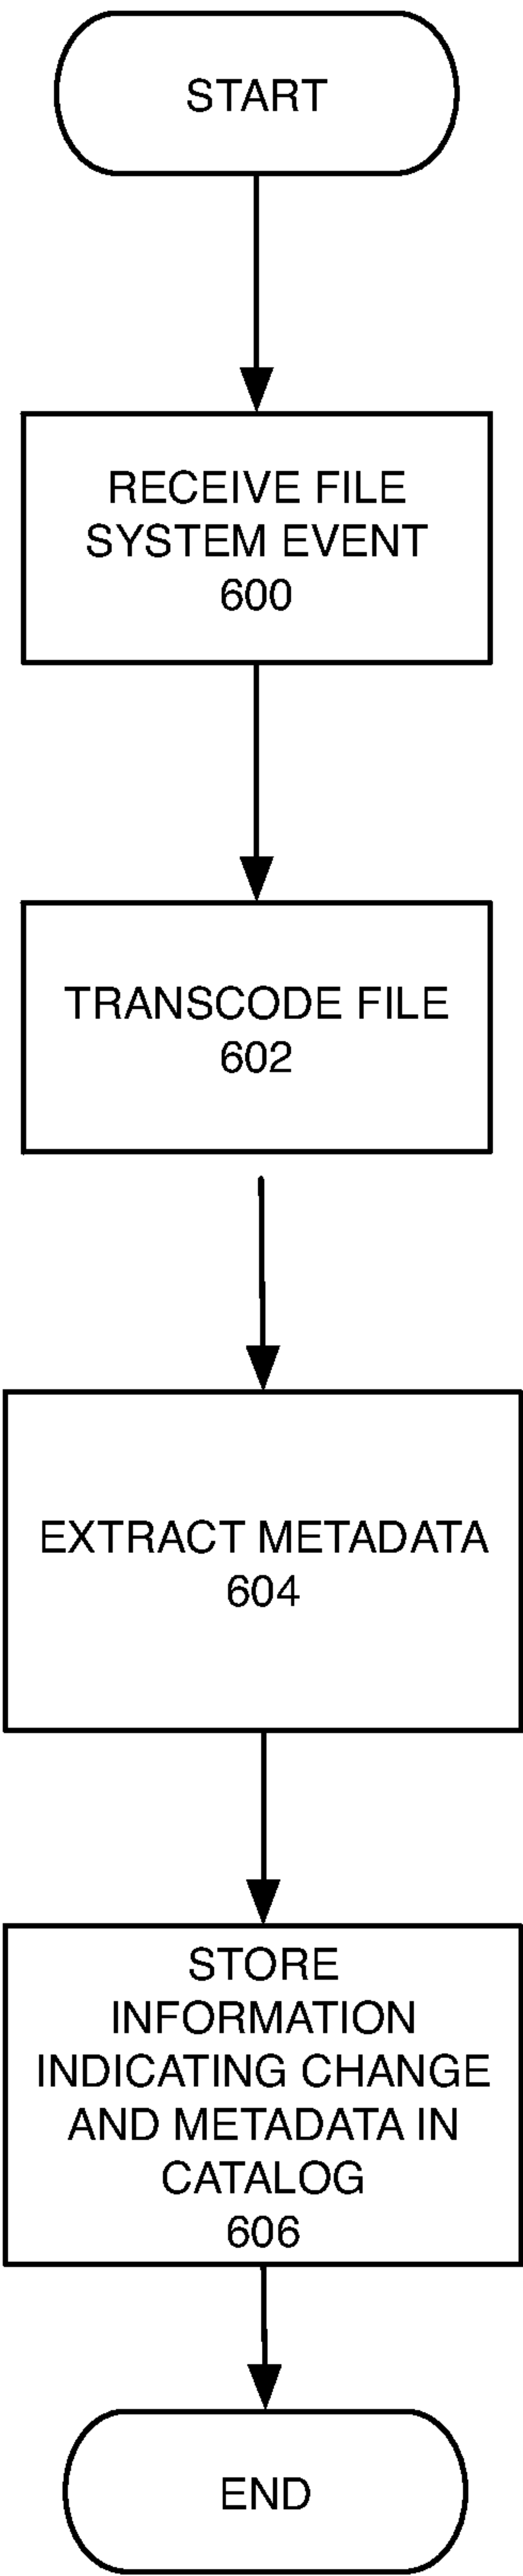 START
RECEIVE FILE
SYSTEM EVENT
600
TRANSCODE FILE
602
EXTRACT METADATA
604
STORE
INFORMATION
INDICATING CHANGE
AND METADATA IN
CATALOG
606
END